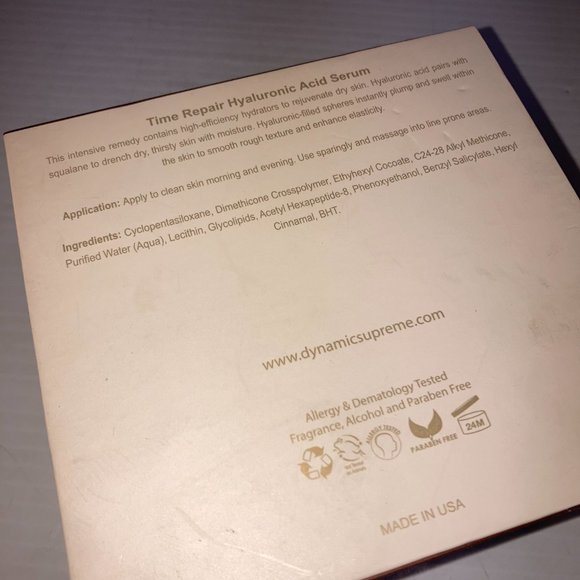 Time Repair Hyaluronic Acid Serum
This intensive remedy contains high-efficiency hydrators to rejuvenate dry skin. Hyaluronic acid pairs with
squalane to drench dry, thirsty skin with moisture. Hyaluronic-filled spheres instantly plump and swell within
the skin to smooth rough texture and enhance elasticity.
Application: Apply to clean skin morning and evening. Use sparingly and massage into line prone areas.
Ingredients: Cyclopentasiloxane, Dimethicone Crosspolymer, Ethyhexyl Cocoate, C24-28 Alkyl Methicone,
Purified Water (Aqua), Lecithin, Glycolipids, Acetyl Hexapeptide-8, Phenoxyethanol, Benzyl Salicylate, Hexyl
Cinnamal, BHT.
www.dynamicsupreme.com
Allergy & Dematology Tested
Fragrance, Alcohol and Paraben Free
ALLERGY TESTED
PARABEN FREE
24M
MADE IN USA